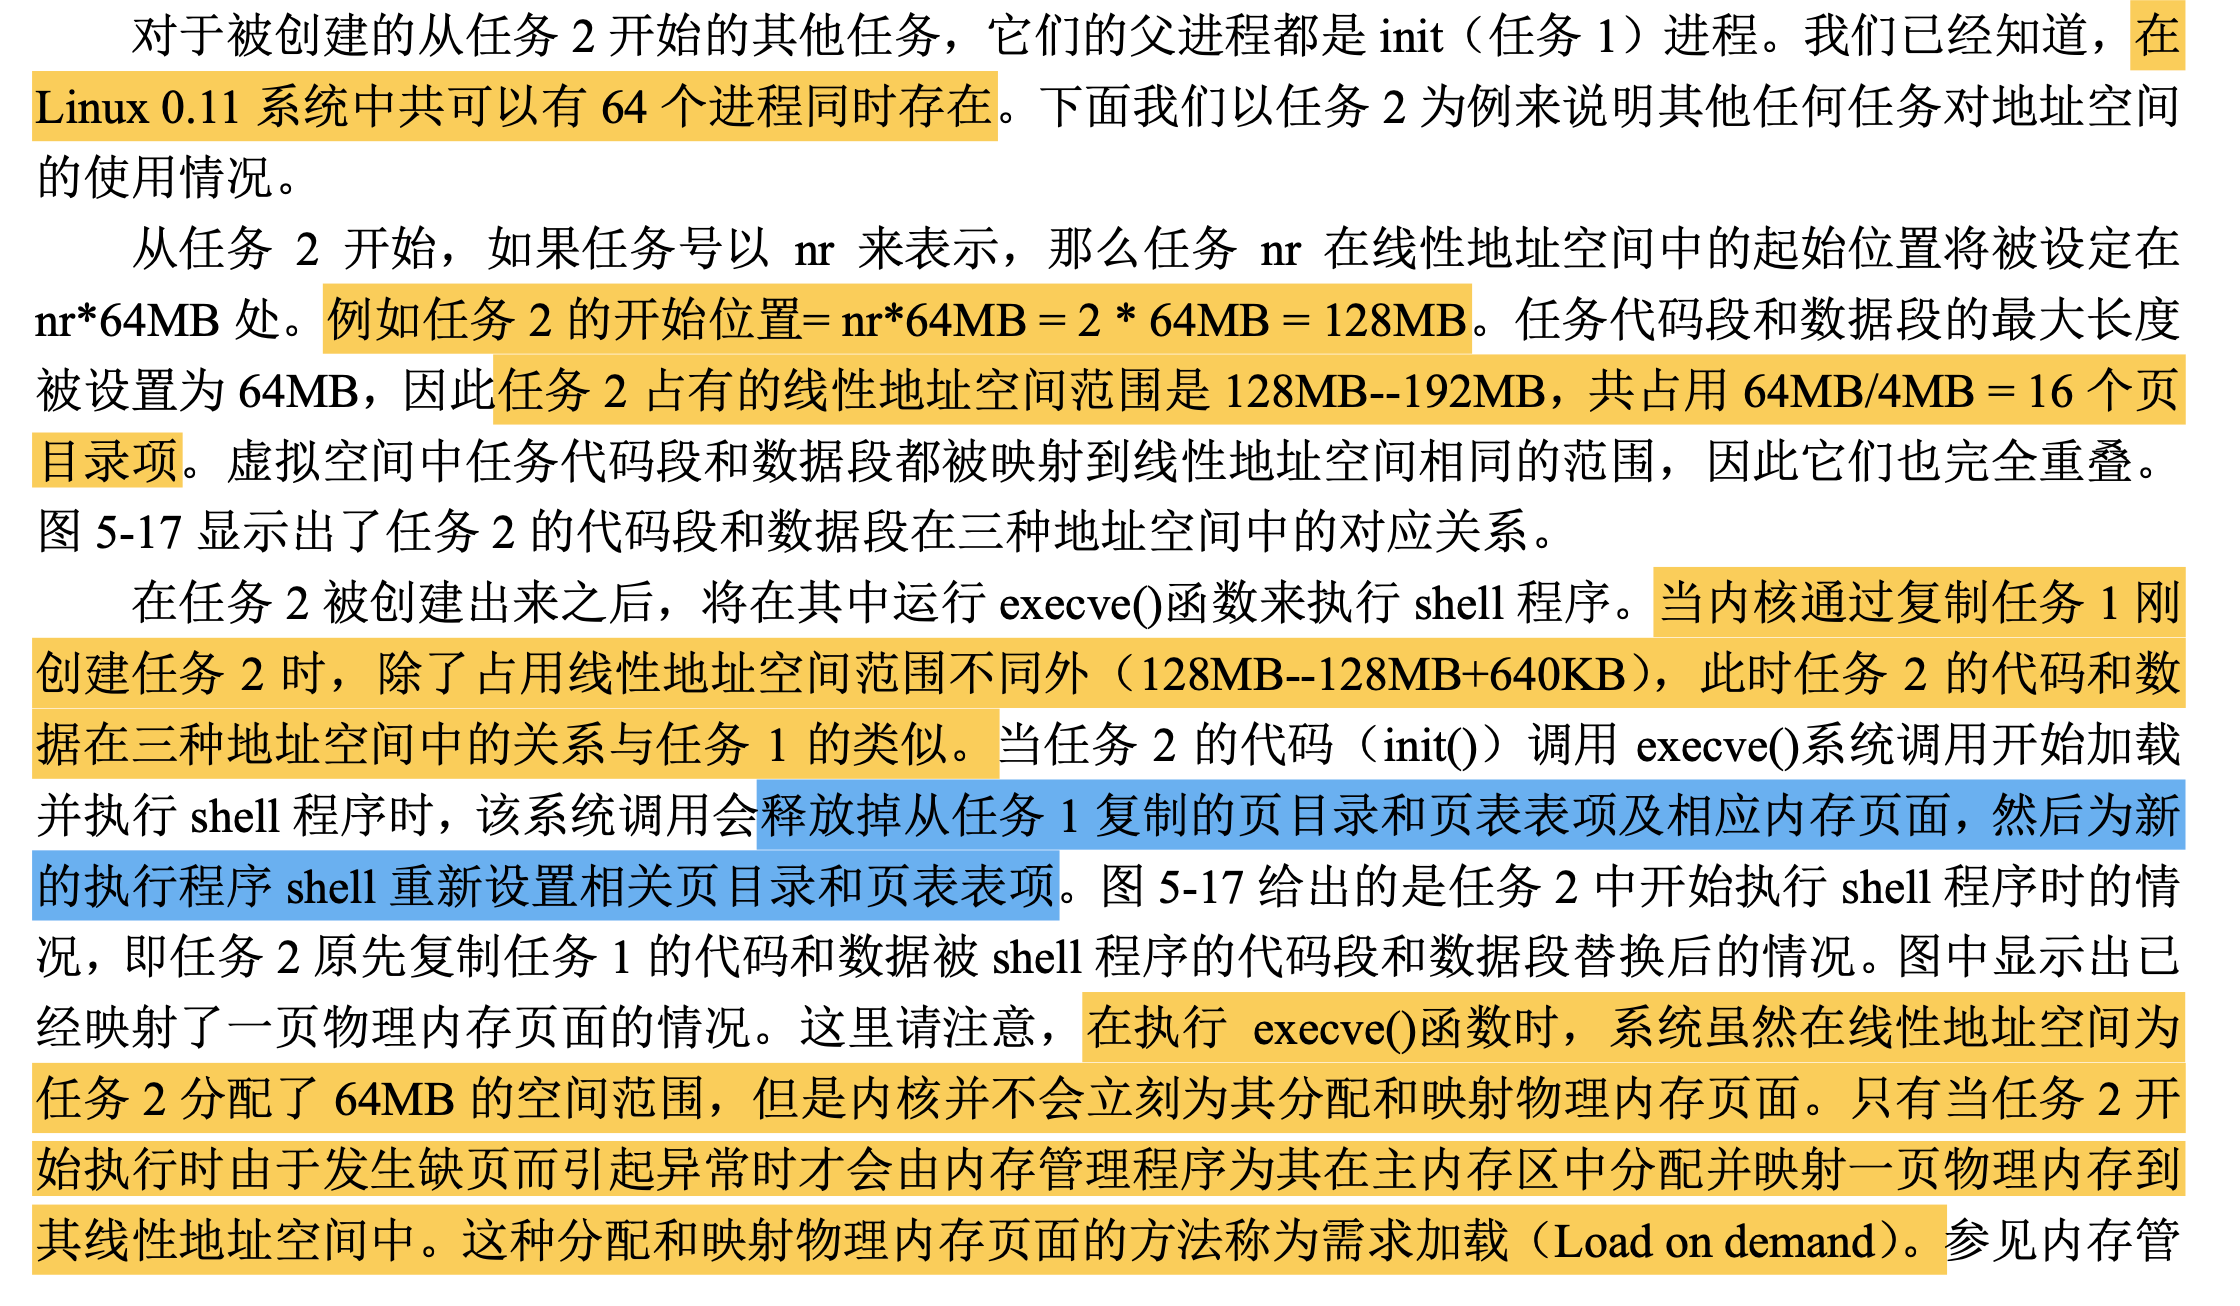 对于被创建的从任务 2 开始的其他任务，它们的父进程都是 init（任务 1）进程。我们已经知道，在
Linux 0.11 系统中共可以有 64 个进程同时存在。下面我们以任务 2 为例来说明其他任何任务对地址空间
的使用情况。
从任务 2 开始，如果任务号以 nr 来表示，那么任务 nr 在线性地址空间中的起始位置将被设定在
nr*64MB 处。例如任务 2 的开始位置= nr*64MB = 2 * 64MB = 128MB。任务代码段和数据段的最大长度
被设置为 64MB，因此任务 2 占有的线性地址空间范围是 128MB--192MB，共占用 64MB/4MB = 16 个页
目录项。虚拟空间中任务代码段和数据段都被映射到线性地址空间相同的范围，因此它们也完全重叠。
图 5-17 显示出了任务 2 的代码段和数据段在三种地址空间中的对应关系。
在任务 2 被创建出来之后，将在其中运行 execve()函数来执行 shell 程序。当内核通过复制任务 1 刚
创建任务 2 时，除了占用线性地址空间范围不同外（128MB--128MB+640KB），此时任务 2 的代码和数
据在三种地址空间中的关系与任务 1 的类似。当任务 2 的代码（init()）调用 execve()系统调用开始加载
并执行 shell 程序时，该系统调用会释放掉从任务 1 复制的页目录和页表表项及相应内存页面，然后为新
的执行程序 shell 重新设置相关页目录和页表表项。图 5-17 给出的是任务 2 中开始执行 shell 程序时的情
况，即任务 2 原先复制任务 1 的代码和数据被 shell 程序的代码段和数据段替换后的情况。图中显示出已
经映射了一页物理内存页面的情况。这里请注意，在执行 execve()函数时，系统虽然在线性地址空间为
任务 2 分配了 64MB 的空间范围，但是内核并不会立刻为其分配和映射物理内存页面。只有当任务 2 开
始执行时由于发生缺页而引起异常时才会由内存管理程序为其在主内存区中分配并映射一页物理内存到
其线性地址空间中。这种分配和映射物理内存页面的方法称为需求加载（Load on demand）。参见内存管